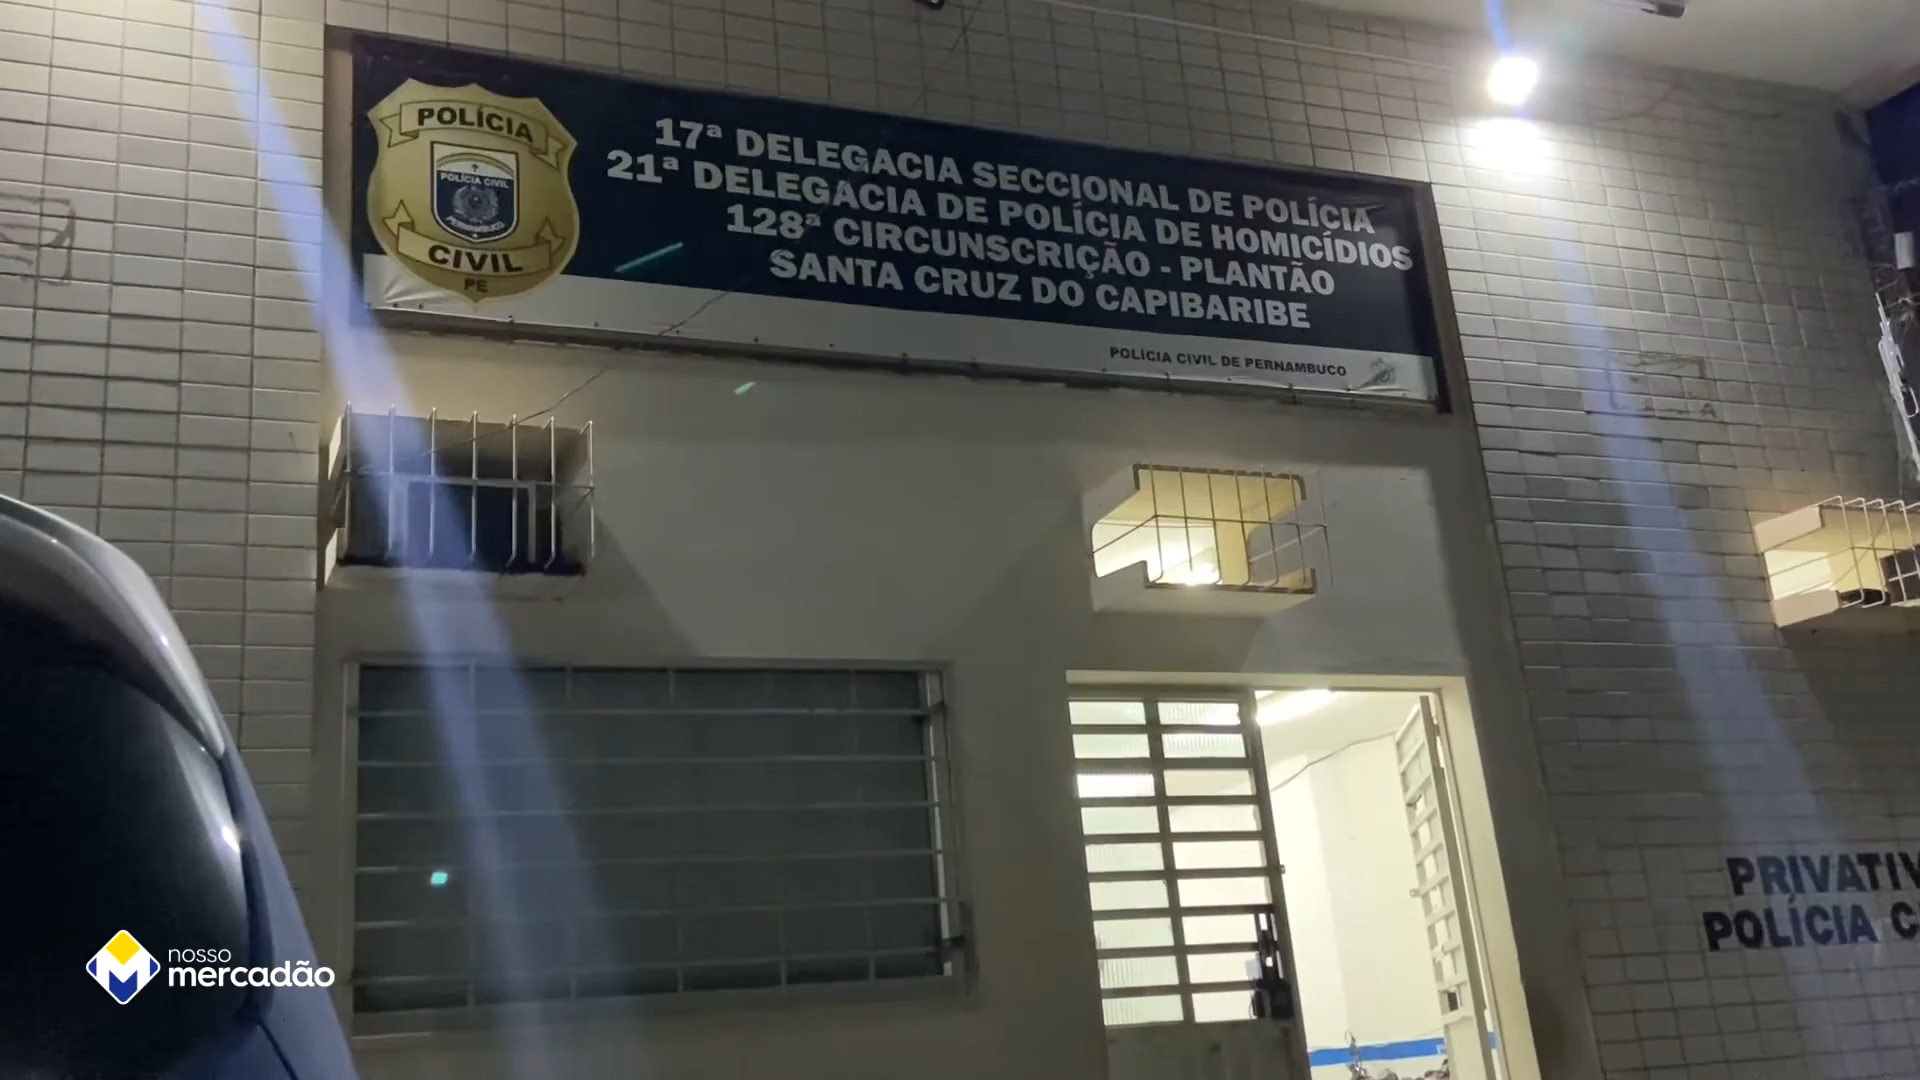 POLÍCIA
POLÍCIA CIVIL
PERNAMBUCO
CIVIL
PE
17ª DELEGACIA SECCIONAL DE POLÍCIA
21ª DELEGACIA DE POLÍCIA DE HOMICÍDIOS
128ª CIRCUNSCRIÇÃO - PLANTÃO
SANTA CRUZ DO CAPIBARIBE
POLÍCIA CIVIL DE PERNAMBUCO
PRIVATIV
POLÍCIA C
nosso
mercadão